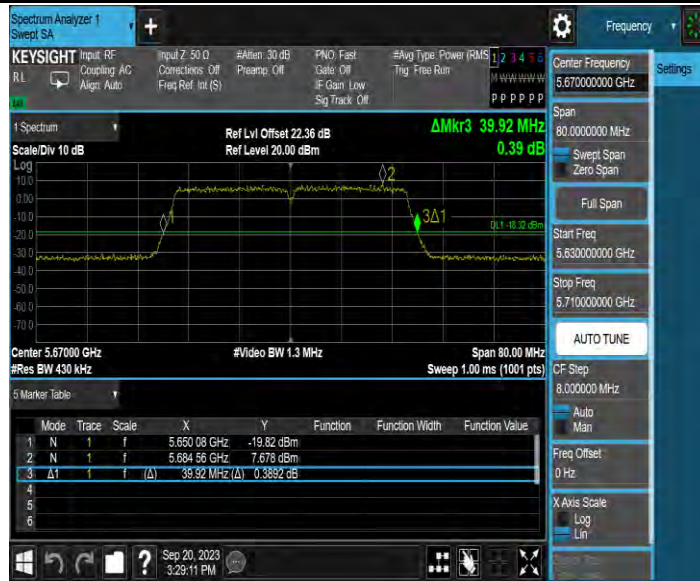 Spectrum Analyzer 1
Swept SA
+
Frequency
KEYSIGHT Input: RF Input Z: 50 Ω #Atten: 30 dB PNO: Fast #Avg Type: Power (RMS 1 2 3 4 5 6
RL Coupling: AC Corrections: Off Preamp: Off Gate: Off Trig: Free Run M W W W W W
Align: Auto Freq Ref: Int (S) IF Gain: Low
Sig Track: Off P P P P P P
1 Spectrum
Ref Lvl Offset 22.36 dB ΔMkr3 39.92 MHz
Scale/Div 10 dB Ref Level 20.00 dBm 0.39 dB
Log
10.0
0.00
-10.0
-20.0
-30.0
-40.0
-50.0
-60.0
-70.0
1
2
3Δ1
DL1 -18.32 dBm
Center 5.67000 GHz #Video BW 1.3 MHz Span 80.00 MHz
#Res BW 430 kHz Sweep 1.00 ms (1001 pts)
5 Marker Table
Mode Trace Scale X Y Function Function Width Function Value
1 N 1 f 5.650 08 GHz -19.82 dBm
2 N 1 f 5.684 56 GHz 7.678 dBm
3 Δ1 1 f (Δ) 39.92 MHz (Δ) 0.3892 dB
4
5
6
?
Sep 20, 2023
3:29:11 PM
Center Frequency
5.670000000 GHz
Settings
Span
80.0000000 MHz
Swept Span
Zero Span
Full Span
Start Freq
5.630000000 GHz
Stop Freq
5.710000000 GHz
AUTO TUNE
CF Step
8.000000 MHz
Auto
Man
Freq Offset
0 Hz
X Axis Scale
Log
Lin